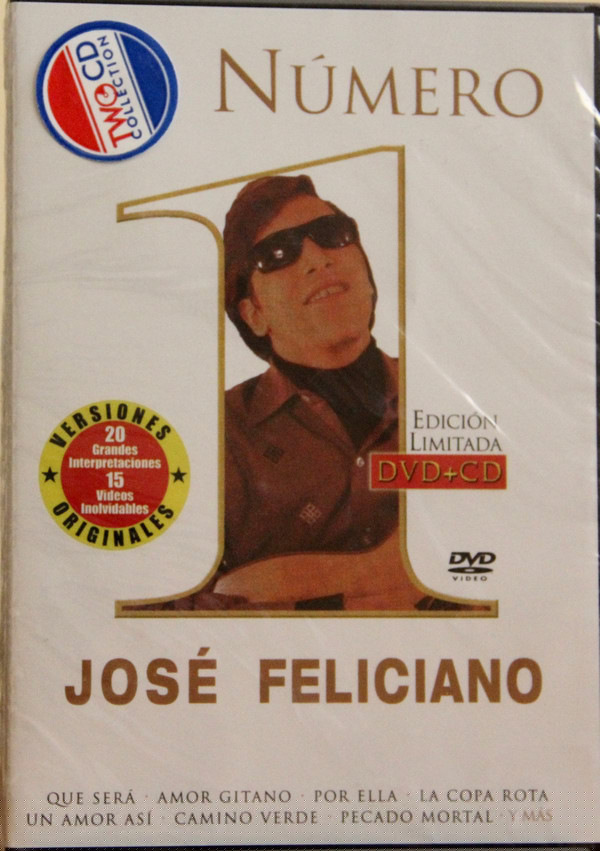 TWO CD
COLLECTION
NÚMERO
1
VERSIONES
20
Grandes
Interpretaciones
15
Videos
Inolvidables
ORIGINALES
EDICIÓN
LIMITADA
DVD+CD
DVD
VIDEO
JOSÉ FELICIANO
QUE SERÁ · AMOR GITANO · POR ELLA · LA COPA ROTA
UN AMOR ASÍ · CAMINO VERDE · PECADO MORTAL · Y MÁS